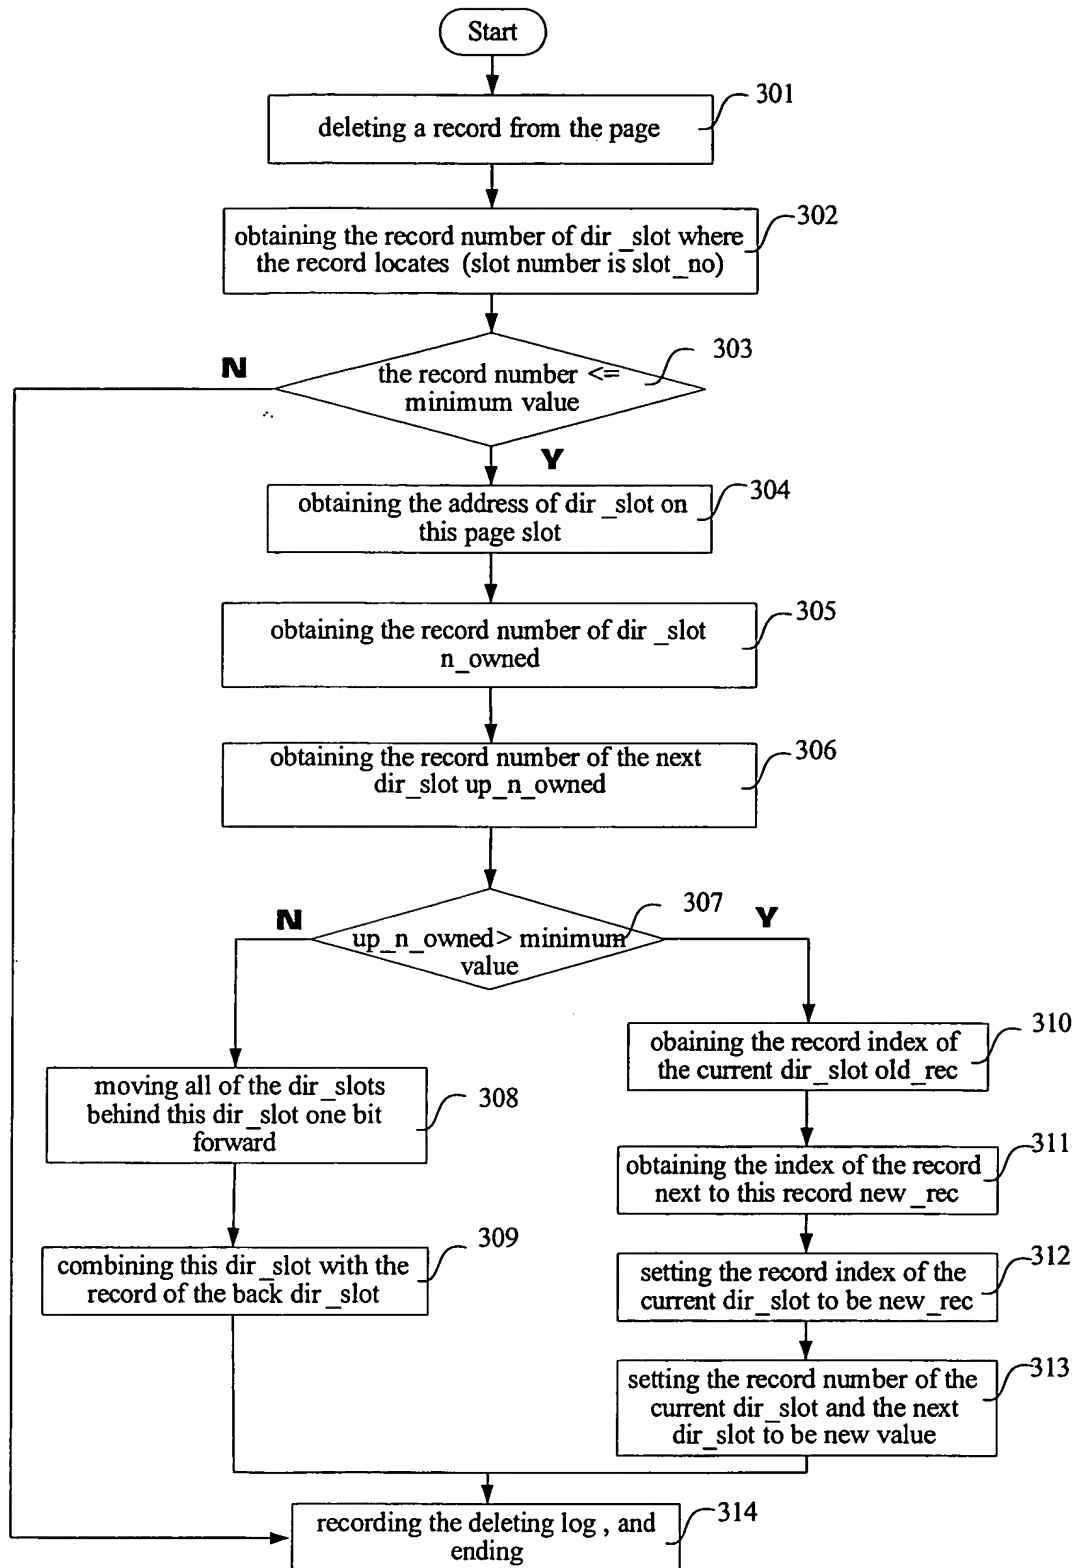 Start
deleting a record from the page
301
obtaining the record number of dir_slot where
the record locates (slot number is slot_no)
302
the record number <=
minimum value
303
N
Y
obtaining the address of dir_slot on
this page slot
304
obtaining the record number of dir_slot
n_owned
305
obtaining the record number of the next
dir_slot up_n_owned
306
up_n_owned> minimum
value
307
N
Y
moving all of the dir_slots
behind this dir_slot one bit
forward
308
combining this dir_slot with the
record of the back dir_slot
309
obaining the record index of
the current dir_slot old_rec
310
obtaining the index of the record
next to this record new_rec
311
setting the record index of the
current dir_slot to be new_rec
312
setting the record number of the
current dir_slot and the next
dir_slot to be new value
313
recording the deleting log , and
ending
314